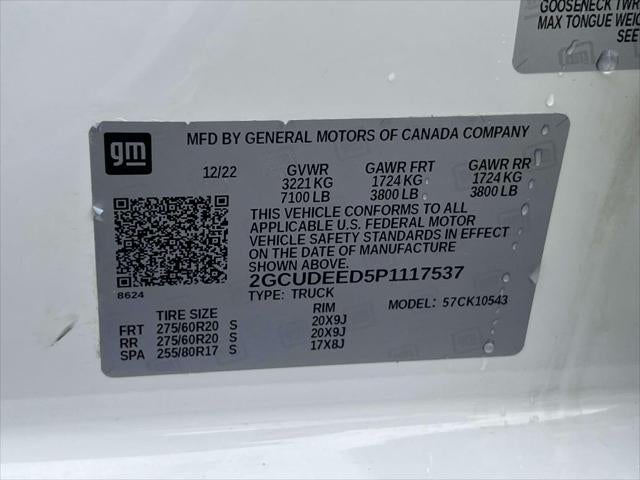 GOOSENECK TWR
MAX TONGUE WEIG
SEE
gm
MFD BY GENERAL MOTORS OF CANADA COMPANY
12/22 GVWR GAWR FRT GAWR RR
3221 KG 1724 KG 1724 KG
7100 LB 3800 LB 3800 LB
THIS VEHICLE CONFORMS TO ALL
APPLICABLE U.S. FEDERAL MOTOR
VEHICLE SAFETY STANDARDS IN EFFECT
ON THE DATE OF MANUFACTURE
SHOWN ABOVE.
8624
2GCUDEED5P1117537
TYPE: TRUCK
MODEL: 57CK10543
TIRE SIZE RIM
FRT 275/60R20 S 20X9J
RR 275/60R20 S 20X9J
SPA 255/80R17 S 17X8J